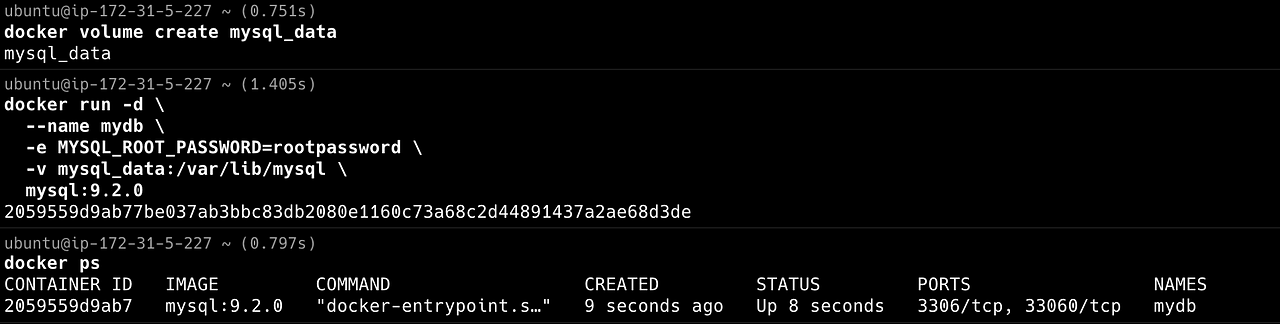 ubuntu@ip-172-31-5-227 ~ (0.751s)
docker volume create mysql_data
mysql_data
ubuntu@ip-172-31-5-227 ~ (1.405s)
docker run -d \
  --name mydb \
  -e MYSQL_ROOT_PASSWORD=rootpassword \
  -v mysql_data:/var/lib/mysql \
  mysql:9.2.0
2059559d9ab77be037ab3bbc83db2080e1160c73a68c2d44891437a2ae68d3de
ubuntu@ip-172-31-5-227 ~ (0.797s)
docker ps
CONTAINER ID   IMAGE         COMMAND                  CREATED         STATUS         PORTS                 NAMES
2059559d9ab7   mysql:9.2.0   "docker-entrypoint.s…"   9 seconds ago   Up 8 seconds   3306/tcp, 33060/tcp   mydb